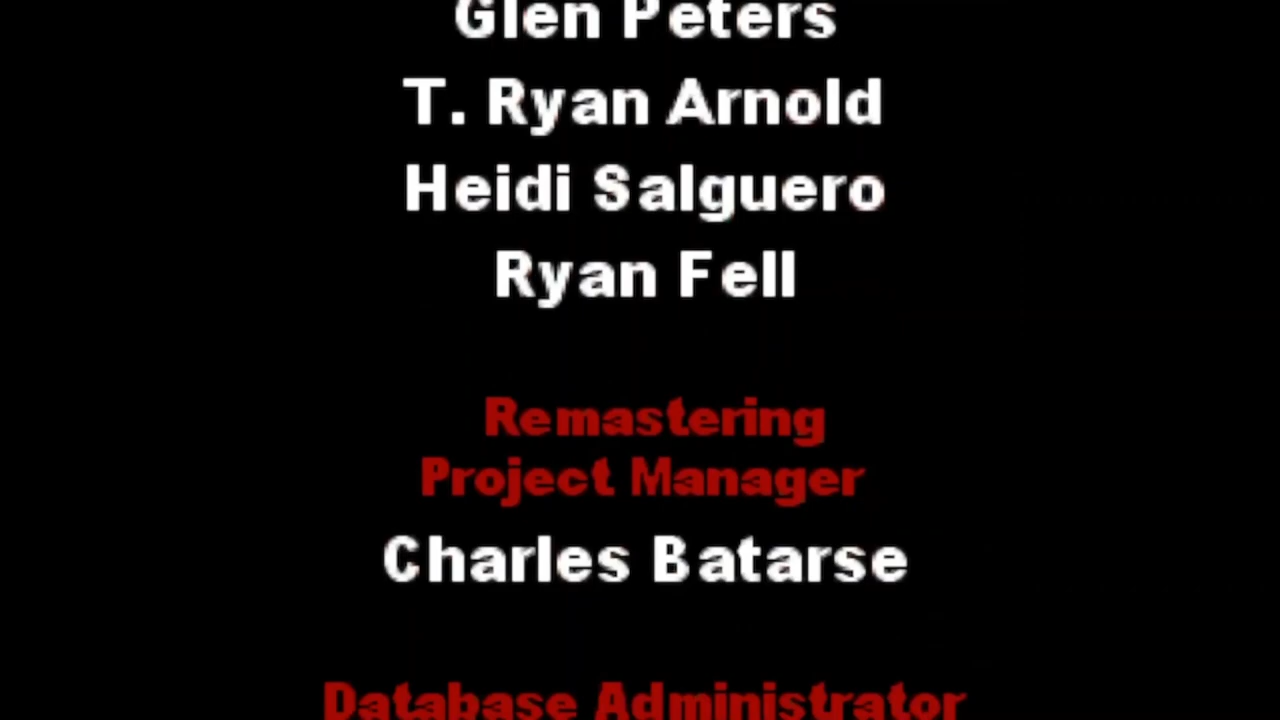 Glen Peters
T. Ryan Arnold
Heidi Salguero
Ryan Fell
Remastering
Project Manager
Charles Batarse
Database Administrator